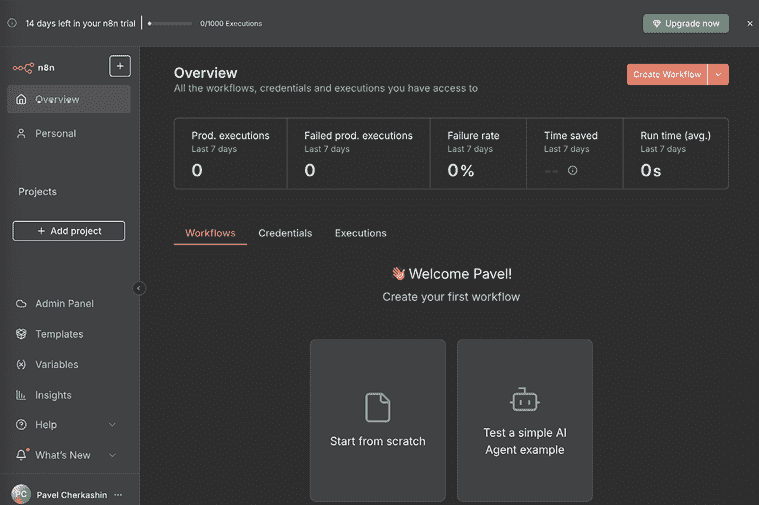 14 days left in your n8n trial
0/1000 Executions
Upgrade now
n8n
Overview
Personal
Projects
Add project
Admin Panel
Templates
Variables
Insights
Help
What's New
PC
Pavel Cherkashin
Overview
All the workflows, credentials and executions you have access to
Create Workflow
Prod. executions
Last 7 days
0
Failed prod. executions
Last 7 days
0
Failure rate
Last 7 days
0%
Time saved
Last 7 days
--
Run time (avg.)
Last 7 days
0s
Workflows
Credentials
Executions
👋 Welcome Pavel!
Create your first workflow
Start from scratch
Test a simple AI
Agent example